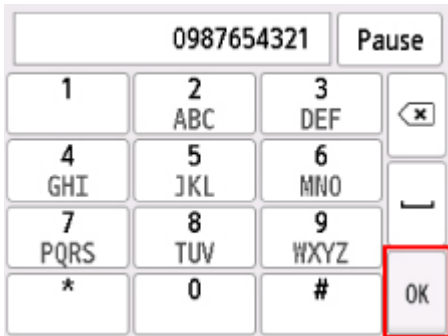 0987654321 Pause
1 2 3
ABC DEF
4 5 6
GHI JKL MNO
7 8 9
PQRS TUV WXYZ
* 0 # OK